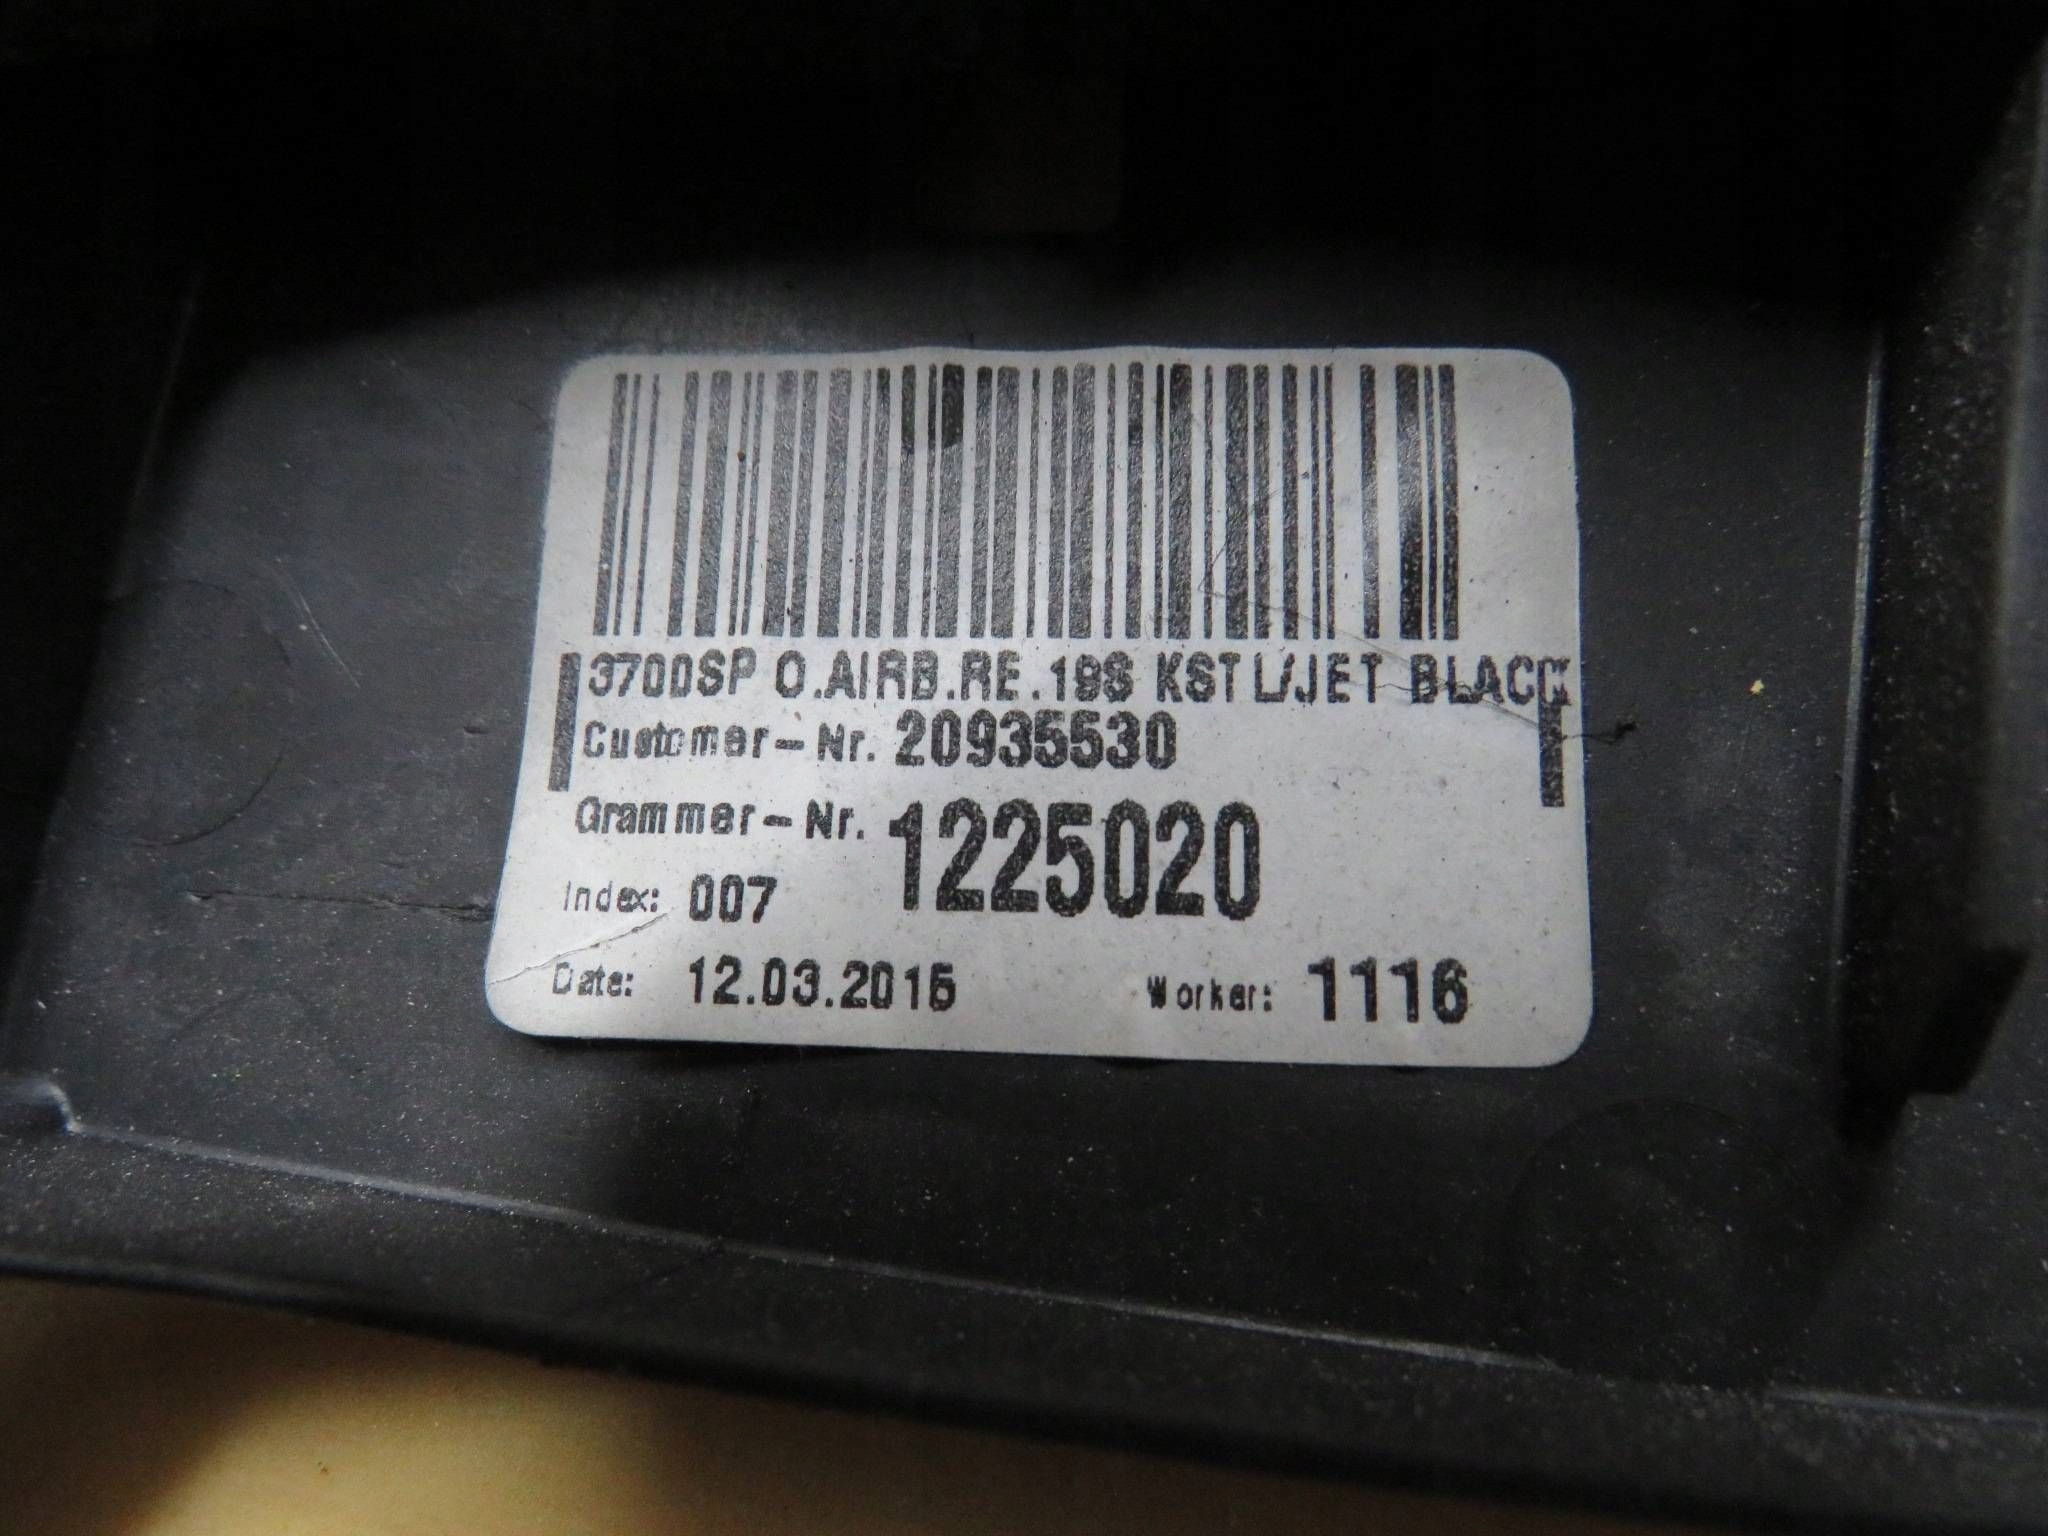 3700SP O.AIRB.RE.19S KSTL/JET BLACK
Customer-Nr. 20935530
Grammer-Nr. 1225020
Index: 007
Date: 12.03.2015 Worker: 1116